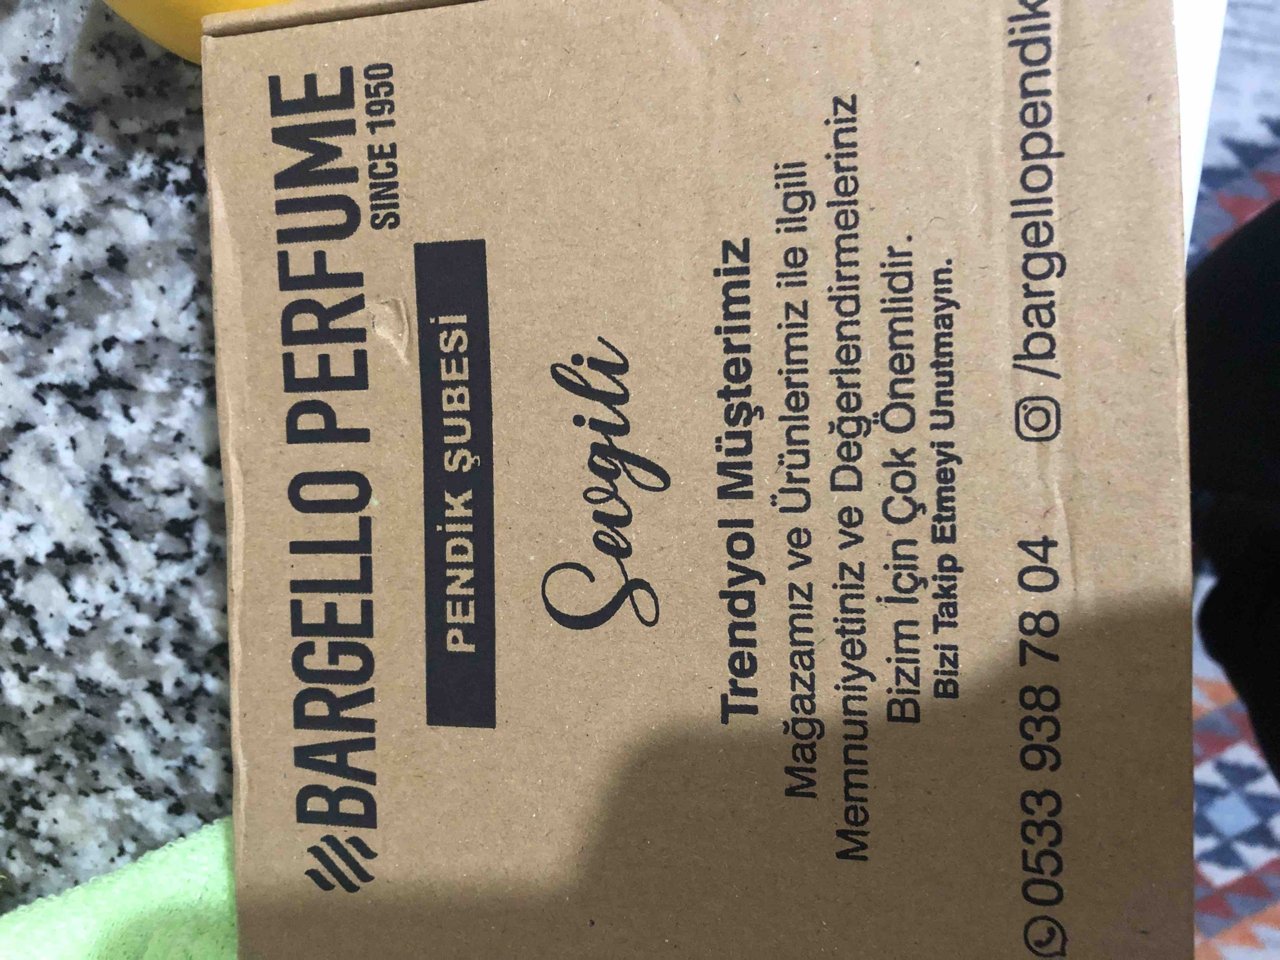 BARGELLO PERFUME
SINCE 1950
PENDİK ŞUBESİ
Sevgili
Trendyol Müşterimiz
Mağazamız ve Ürünlerimiz ile ilgili
Memnuniyetiniz ve Değerlendirmeleriniz
Bizim İçin Çok Önemlidir.
Bizi Takip Etmeyi Unutmayın.
0533 938 78 04 /bargellopendik